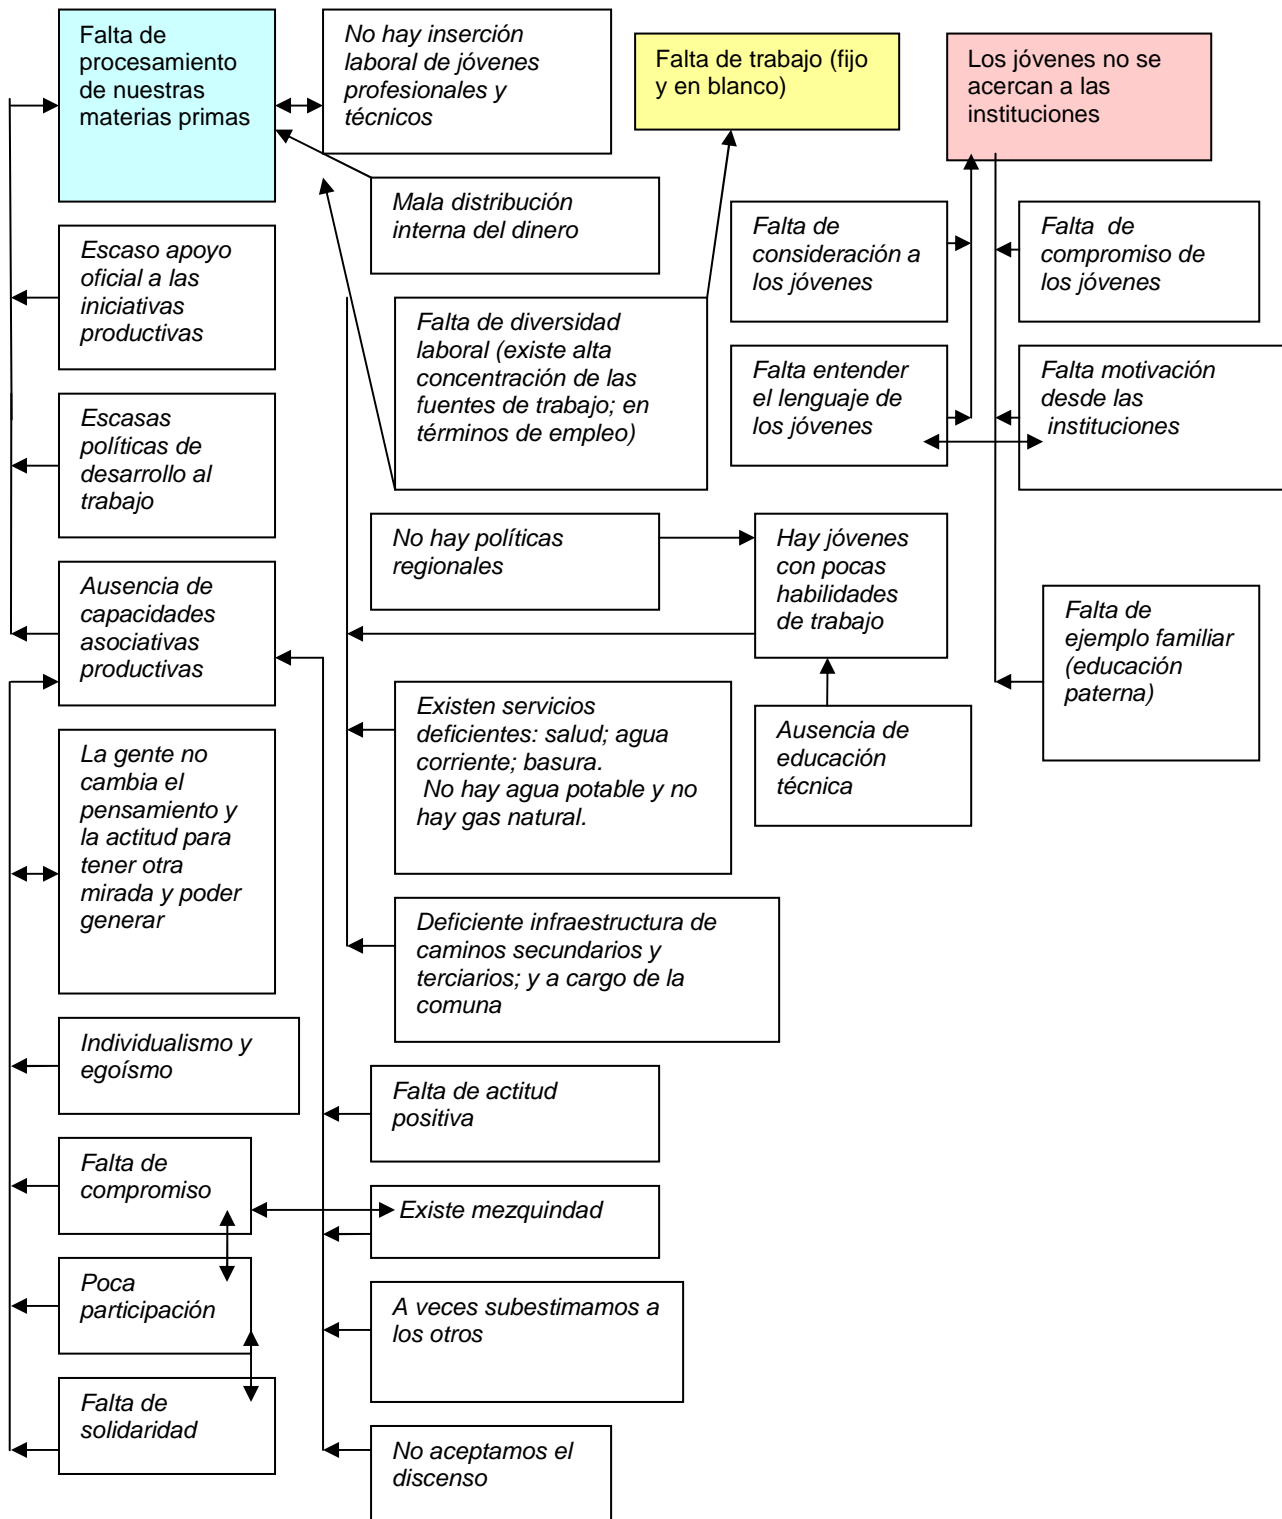 Falta de
procesamiento
de nuestras
materias primas
No hay inserción
laboral de jóvenes
profesionales y
técnicos
Falta de trabajo (fijo
y en blanco)
Los jóvenes no se
acercan a las
instituciones
Mala distribución
interna del dinero
Falta de
consideración a
los jóvenes
Falta de
compromiso de
los jóvenes
Escaso apoyo
oficial a las
iniciativas
productivas
Falta de diversidad
laboral (existe alta
concentración de las
fuentes de trabajo; en
términos de empleo)
Falta entender
el lenguaje de
los jóvenes
Falta motivación
desde las
instituciones
Escasas
políticas de
desarrollo al
trabajo
No hay políticas
regionales
Hay jóvenes
con pocas
habilidades
de trabajo
Ausencia de
capacidades
asociativas
productivas
Falta de
ejemplo familiar
(educación
paterna)
Existen servicios
deficientes: salud; agua
corriente; basura.
No hay agua potable y no
hay gas natural.
Ausencia de
educación
técnica
La gente no
cambia el
pensamiento y
la actitud para
tener otra
mirada y poder
generar
Deficiente infraestructura de
caminos secundarios y
terciarios; y a cargo de la
comuna
Individualismo y
egoísmo
Falta de actitud
positiva
Falta de
compromiso
Existe mezquindad
Poca
participación
A veces subestimamos a
los otros
Falta de
solidaridad
No aceptamos el
discenso